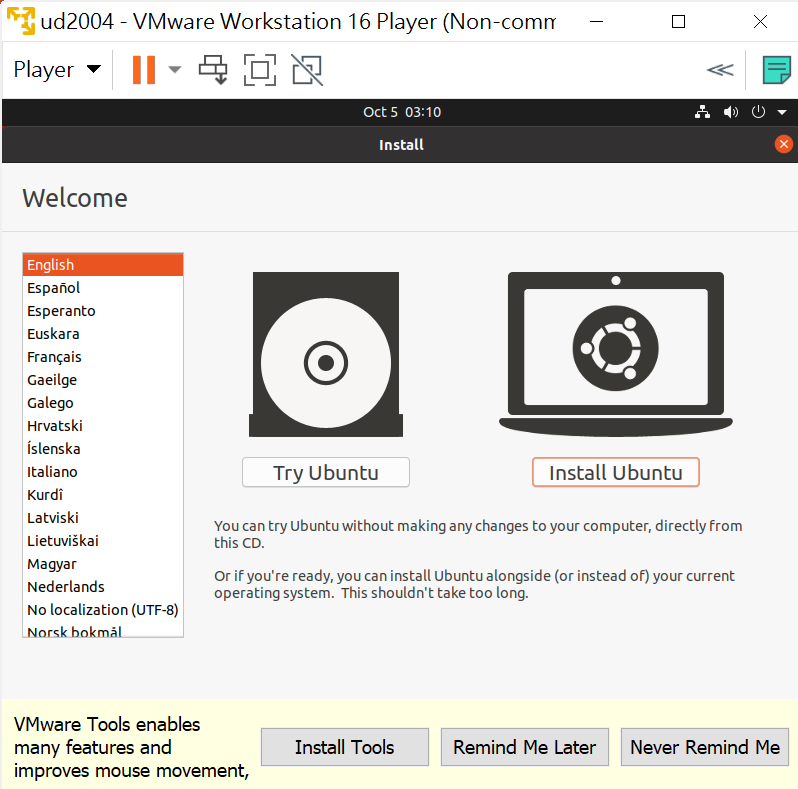 ud2004 - VMware Workstation 16 Player (Non-comm
Player
Oct 5 03:10
Install
Welcome
English
Español
Esperanto
Euskara
Français
Gaeilge
Galego
Hrvatski
Íslenska
Italiano
Kurdî
Latviski
Lietuviškai
Magyar
Nederlands
No localization (UTF-8)
Norsk bokmål
Try Ubuntu
Install Ubuntu
You can try Ubuntu without making any changes to your computer, directly from
this CD.
Or if you're ready, you can install Ubuntu alongside (or instead of) your current
operating system. This shouldn't take too long.
VMware Tools enables
many features and
improves mouse movement,
Install Tools
Remind Me Later
Never Remind Me